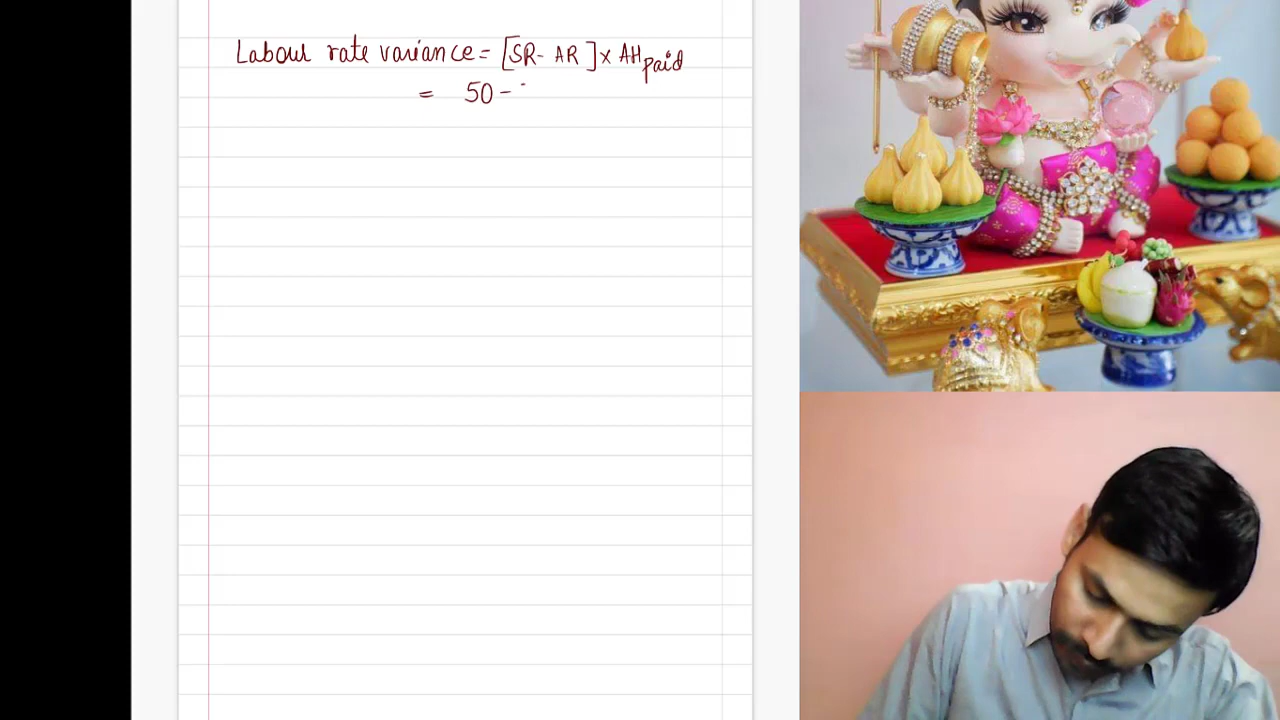 Labour rate variance = [SR- AR ] x AH paid
= 50 -